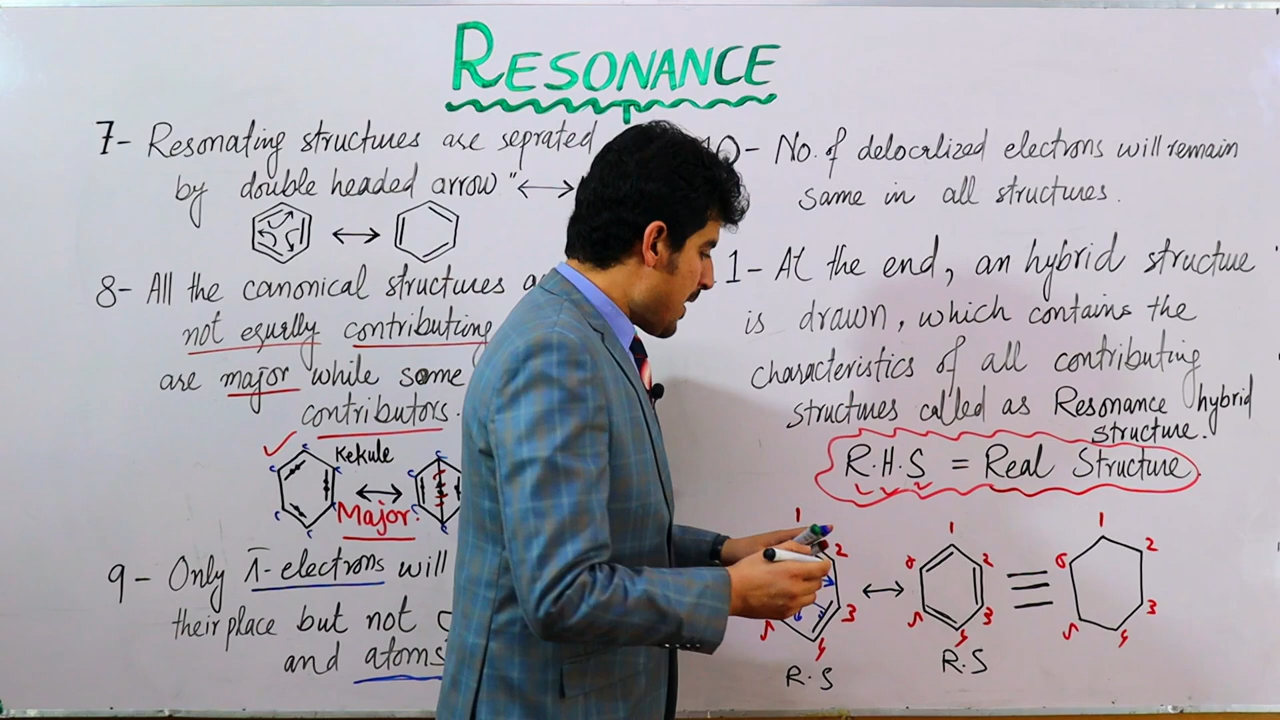 RESONANCE
7- Resonating structures are seprated
by double headed arrow "↔
8- All the canonical structures a
not eqully contributing
are major while some
contributors.
Kekule
c c c c c c
Major.
9- Only π-electrons will
their place but not
and atoms
10- No. of delocalized electrons will remain
same in all structures.
1- At the end, an hybrid structure
is drawn, which contains the
characteristics of all contributing
structures called as Resonance hybrid
structure.
R.H.S = Real Structure
1 2 3 4 5
R.S
↔
1 2 3 4 5 6
R.S
≡
1 2 3 4 5 6